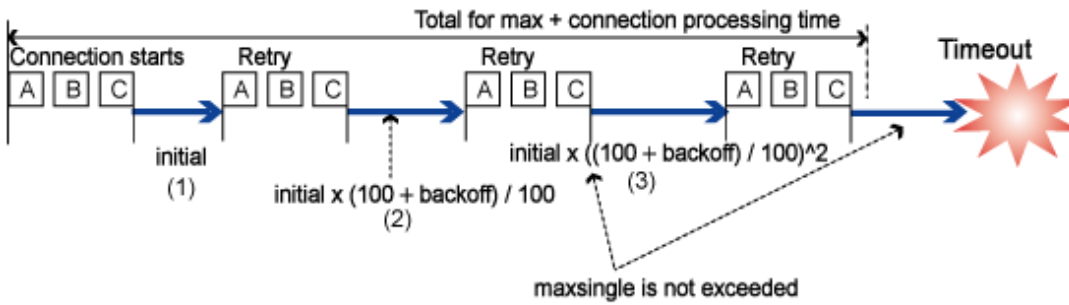 Total for max + connection processing time
Timeout
Connection starts Retry Retry Retry
A B C A B C A B C A B C
initial initial x ((100 + backoff) / 100)^2
(1) (3)
initial x (100 + backoff) / 100
(2)
maxsingle is not exceeded